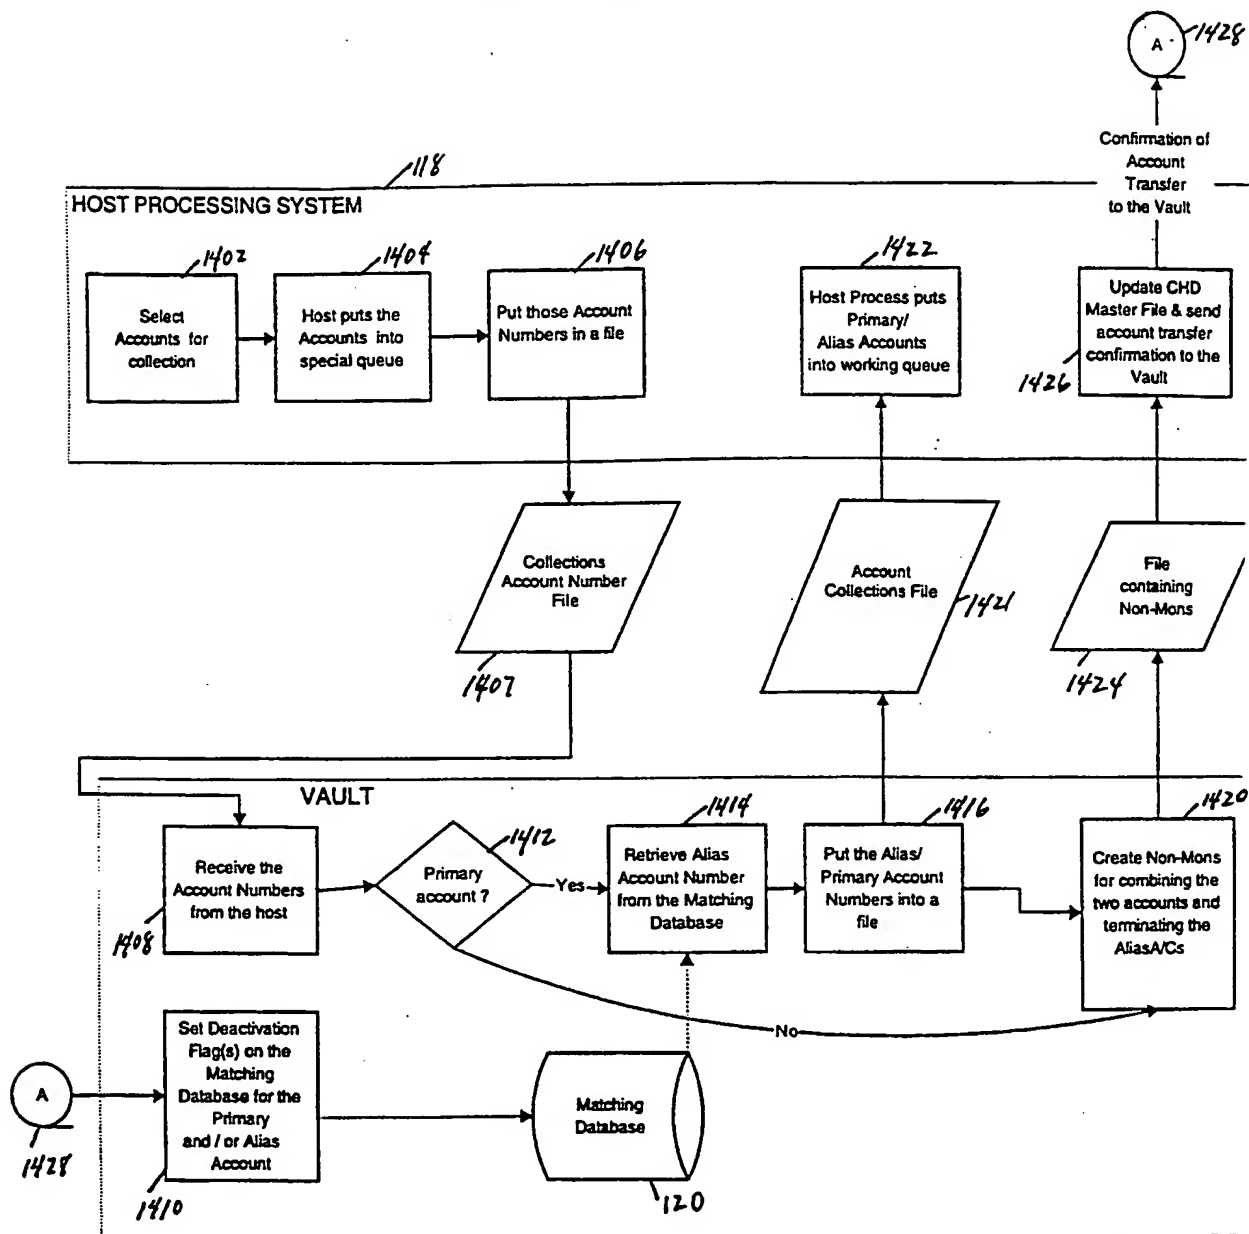 A
1428
Confirmation of
Account
Transfer
to the Vault
118
HOST PROCESSING SYSTEM
1402
Select
Accounts for
collection
1404
Host puts the
Accounts into
special queue
1406
Put those Account
Numbers in a file
1422
Host Process puts
Primary/
Alias Accounts
into working queue
Update CHD
Master File & send
account transfer
confirmation to the
Vault
1426
Collections
Account Number
File
1407
Account
Collections File
1421
File
containing
Non-Mons
1424
VAULT
Receive the
Account Numbers
from the host
1408
Primary
account ?
1412
Yes
No
1414
Retrieve Alias
Account Number
from the Matching
Database
1416
Put the Alias/
Primary Account
Numbers into a
file
1420
Create Non-Mons
for combining the
two accounts and
terminating the
AliasA/Cs
A
1428
Set Deactivation
Flag(s) on the
Matching
Database for the
Primary
and / or Alias
Account
1410
Matching
Database
120